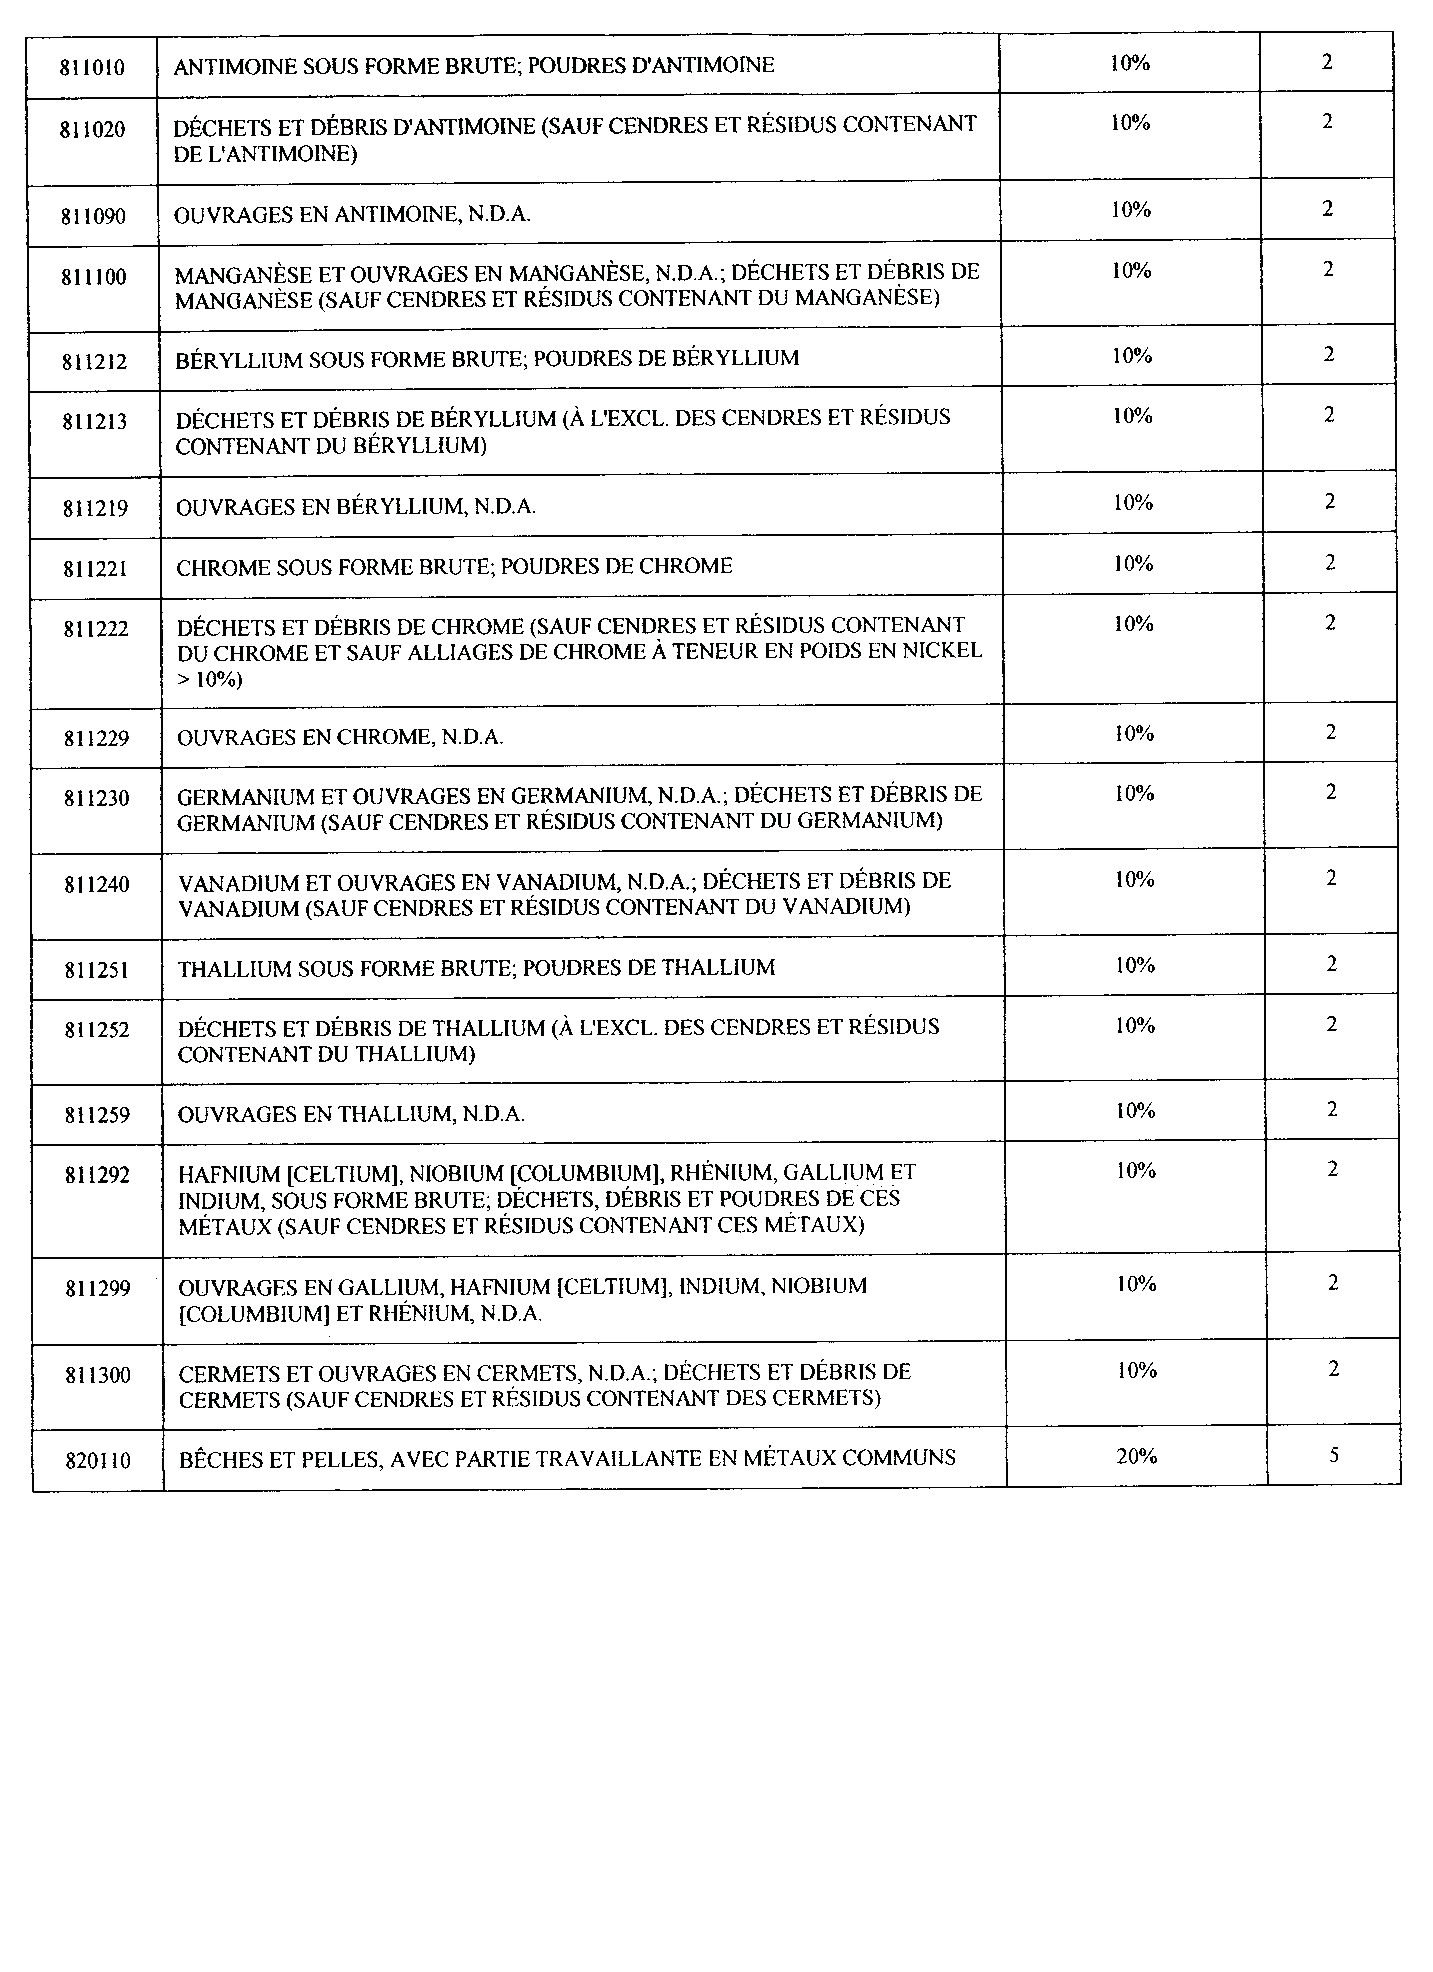 811010 ANTIMOINE SOUS FORME BRUTE; POUDRES D'ANTIMOINE 10% 2
811020 DÉCHETS ET DÉBRIS D'ANTIMOINE (SAUF CENDRES ET RÉSIDUS CONTENANT 10% 2
DE L'ANTIMOINE)
811090 OUVRAGES EN ANTIMOINE, N.D.A. 10% 2
811100 MANGANÈSE ET OUVRAGES EN MANGANÈSE, N.D.A.; DÉCHETS ET DÉBRIS DE 10% 2
MANGANÈSE (SAUF CENDRES ET RÉSIDUS CONTENANT DU MANGANÈSE)
811212 BÉRYLLIUM SOUS FORME BRUTE; POUDRES DE BÉRYLLIUM 10% 2
811213 DÉCHETS ET DÉBRIS DE BÉRYLLIUM (À L'EXCL. DES CENDRES ET RÉSIDUS 10% 2
CONTENANT DU BÉRYLLIUM)
811219 OUVRAGES EN BÉRYLLIUM, N.D.A. 10% 2
811221 CHROME SOUS FORME BRUTE; POUDRES DE CHROME 10% 2
811222 DÉCHETS ET DÉBRIS DE CHROME (SAUF CENDRES ET RÉSIDUS CONTENANT 10% 2
DU CHROME ET SAUF ALLIAGES DE CHROME À TENEUR EN POIDS EN NICKEL
> 10%)
811229 OUVRAGES EN CHROME, N.D.A. 10% 2
811230 GERMANIUM ET OUVRAGES EN GERMANIUM, N.D.A.; DÉCHETS ET DÉBRIS DE 10% 2
GERMANIUM (SAUF CENDRES ET RÉSIDUS CONTENANT DU GERMANIUM)
811240 VANADIUM ET OUVRAGES EN VANADIUM, N.D.A.; DÉCHETS ET DÉBRIS DE 10% 2
VANADIUM (SAUF CENDRES ET RÉSIDUS CONTENANT DU VANADIUM)
811251 THALLIUM SOUS FORME BRUTE; POUDRES DE THALLIUM 10% 2
811252 DÉCHETS ET DÉBRIS DE THALLIUM (À L'EXCL. DES CENDRES ET RÉSIDUS 10% 2
CONTENANT DU THALLIUM)
811259 OUVRAGES EN THALLIUM, N.D.A. 10% 2
811292 HAFNIUM [CELTIUM], NIOBIUM [COLUMBIUM], RHÉNIUM, GALLIUM ET 10% 2
INDIUM, SOUS FORME BRUTE; DÉCHETS, DÉBRIS ET POUDRES DE CES
MÉTAUX (SAUF CENDRES ET RÉSIDUS CONTENANT CES MÉTAUX)
811299 OUVRAGES EN GALLIUM, HAFNIUM [CELTIUM], INDIUM, NIOBIUM 10% 2
[COLUMBIUM] ET RHÉNIUM, N.D.A.
811300 CERMETS ET OUVRAGES EN CERMETS, N.D.A.; DÉCHETS ET DÉBRIS DE 10% 2
CERMETS (SAUF CENDRES ET RÉSIDUS CONTENANT DES CERMETS)
820110 BÊCHES ET PELLES, AVEC PARTIE TRAVAILLANTE EN MÉTAUX COMMUNS 20% 5